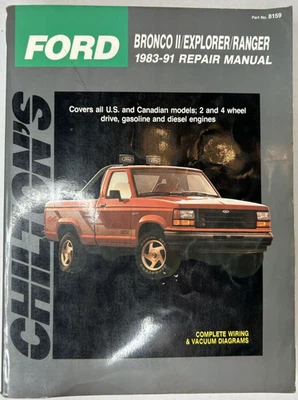 Part No. 8159
FORD
BRONCO II/EXPLORER/RANGER
1983-91 REPAIR MANUAL
Covers all U.S. and Canadian models; 2 and 4 wheel
drive, gasoline and diesel engines
CHILTON'S
COMPLETE WIRING
& VACUUM DIAGRAMS